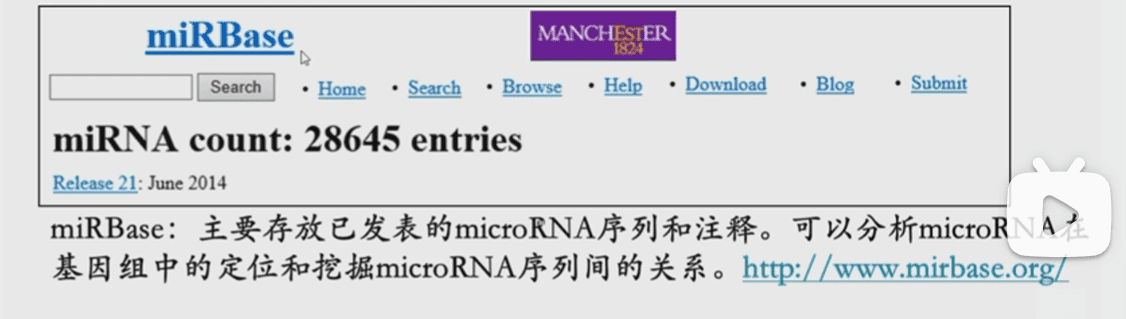 miRBase
MANCHESTER
1824
Search • Home • Search • Browse • Help • Download • Blog • Submit
miRNA count: 28645 entries
Release 21: June 2014
miRBase：主要存放已发表的microRNA序列和注释。可以分析microRNA在
基因组中的定位和挖掘microRNA序列间的关系。http://www.mirbase.org/